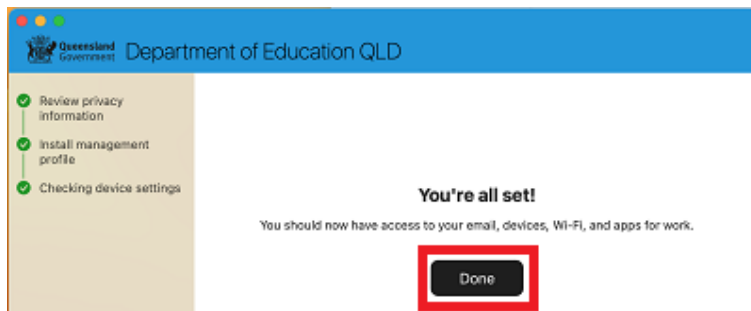 Queensland
Government
Department of Education QLD
Review privacy
information
Install management
profile
Checking device settings
You're all set!
You should now have access to your email, devices, Wi-Fi, and apps for work.
Done